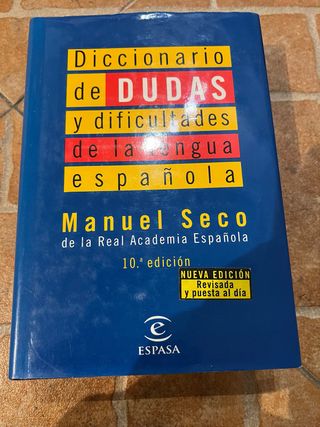 Diccionario
de DUDAS
y dificultades
de la lengua
española
Manuel Seco
de la Real Academia Española
10.ª edición
NUEVA EDICIÓN
Revisada
y puesta al día
e
ESPASA